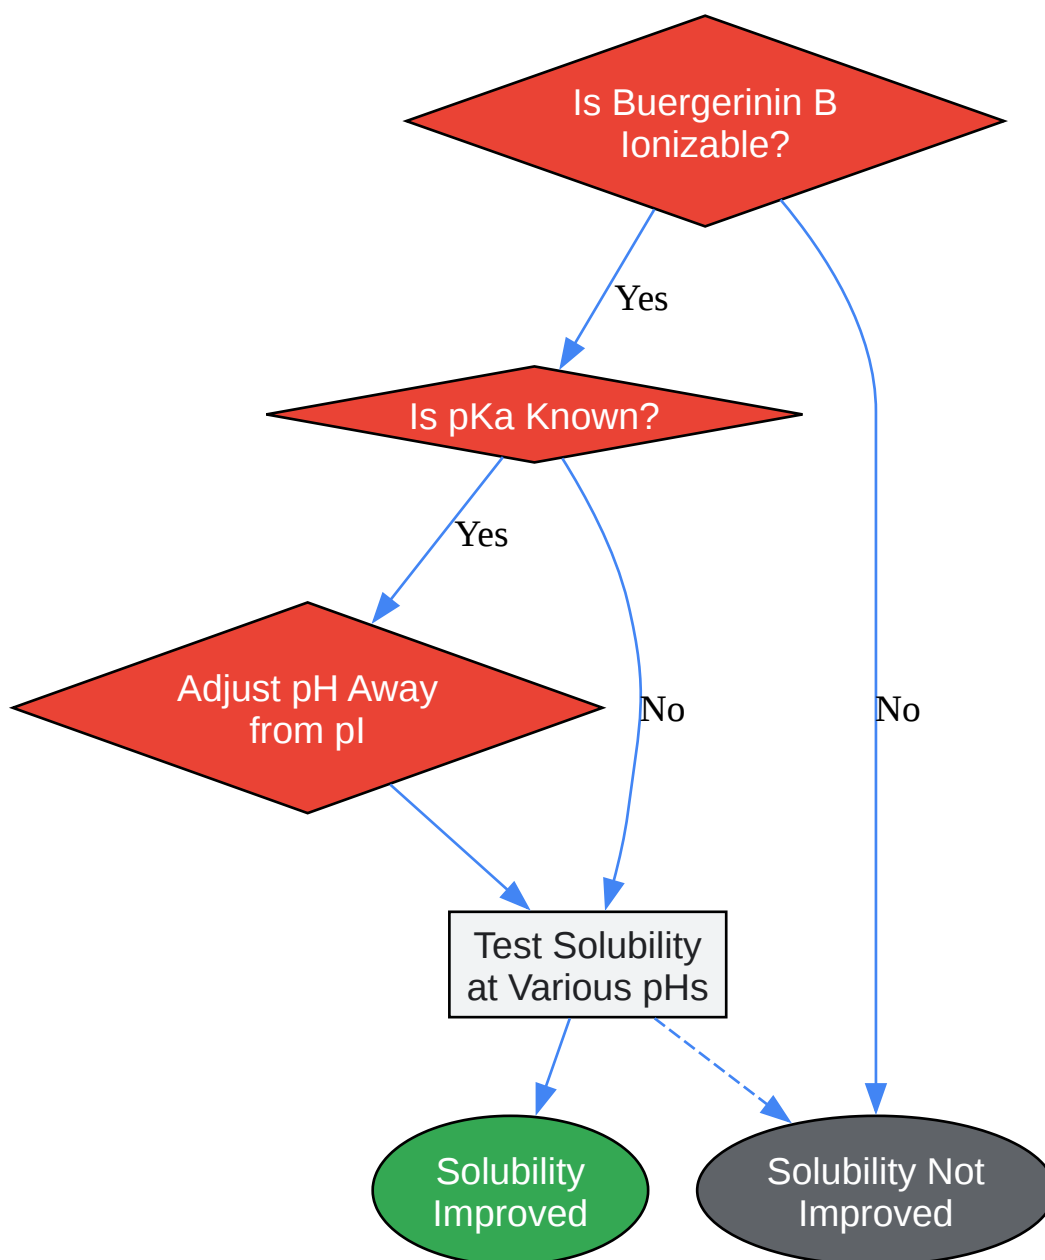 Is Buergerinin B
Ionizable?
Yes
Is pKa Known?
Yes
Adjust pH Away
from pI
No
No
Test Solubility
at Various pHs
Solubility
Improved
Solubility Not
Improved